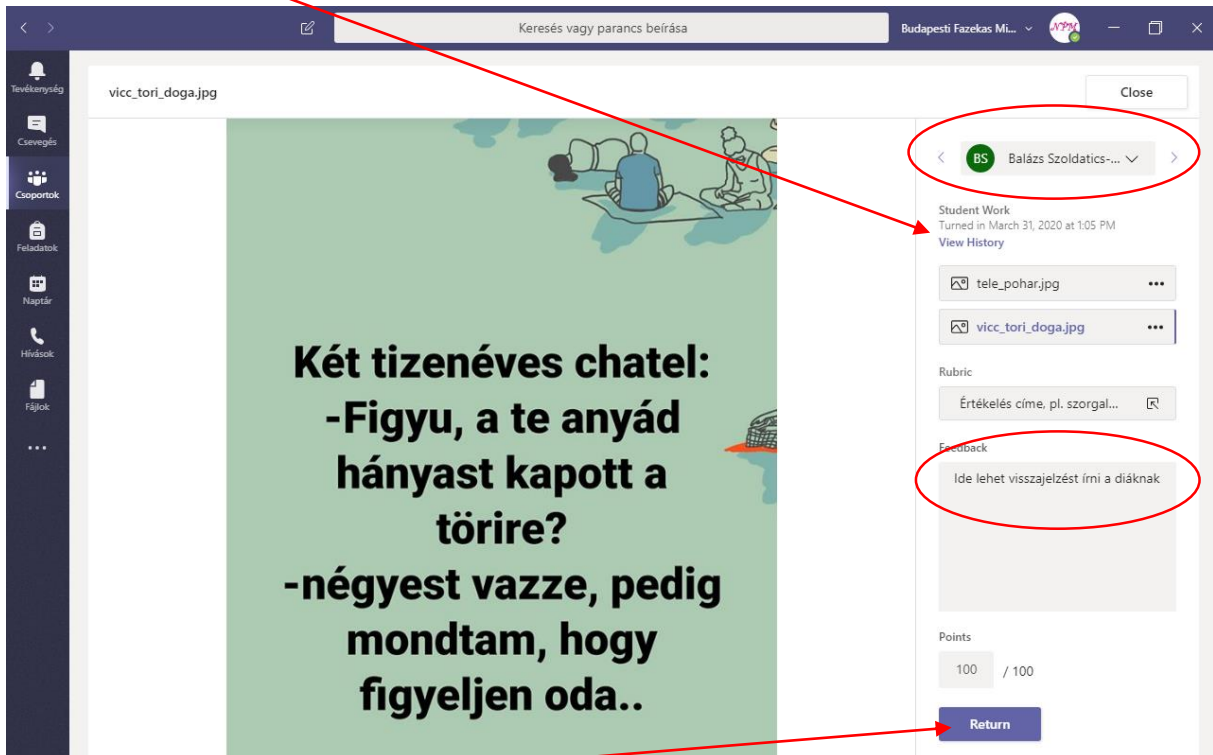 Keresés vagy parancs beírása
Budapesti Fazekas Mi...
NPM
Tevékenység
Csevegés
Csoportok
Feladatok
Naptár
Hívások
Fájlok
vicc_tori_doga.jpg
Close
Két tizenéves chatel:
-Figyu, a te anyád
hányast kapott a
törire?
-négyest vazze, pedig
mondtam, hogy
figyeljen oda..
BS
Balázs Szoldatics-...
Student Work
Turned in March 31, 2020 at 1:05 PM
View History
tele_pohar.jpg
vicc_tori_doga.jpg
Rubric
Értékelés címe, pl. szorgal...
Feedback
Ide lehet visszajelzést írni a diáknak
Points
100 / 100
Return